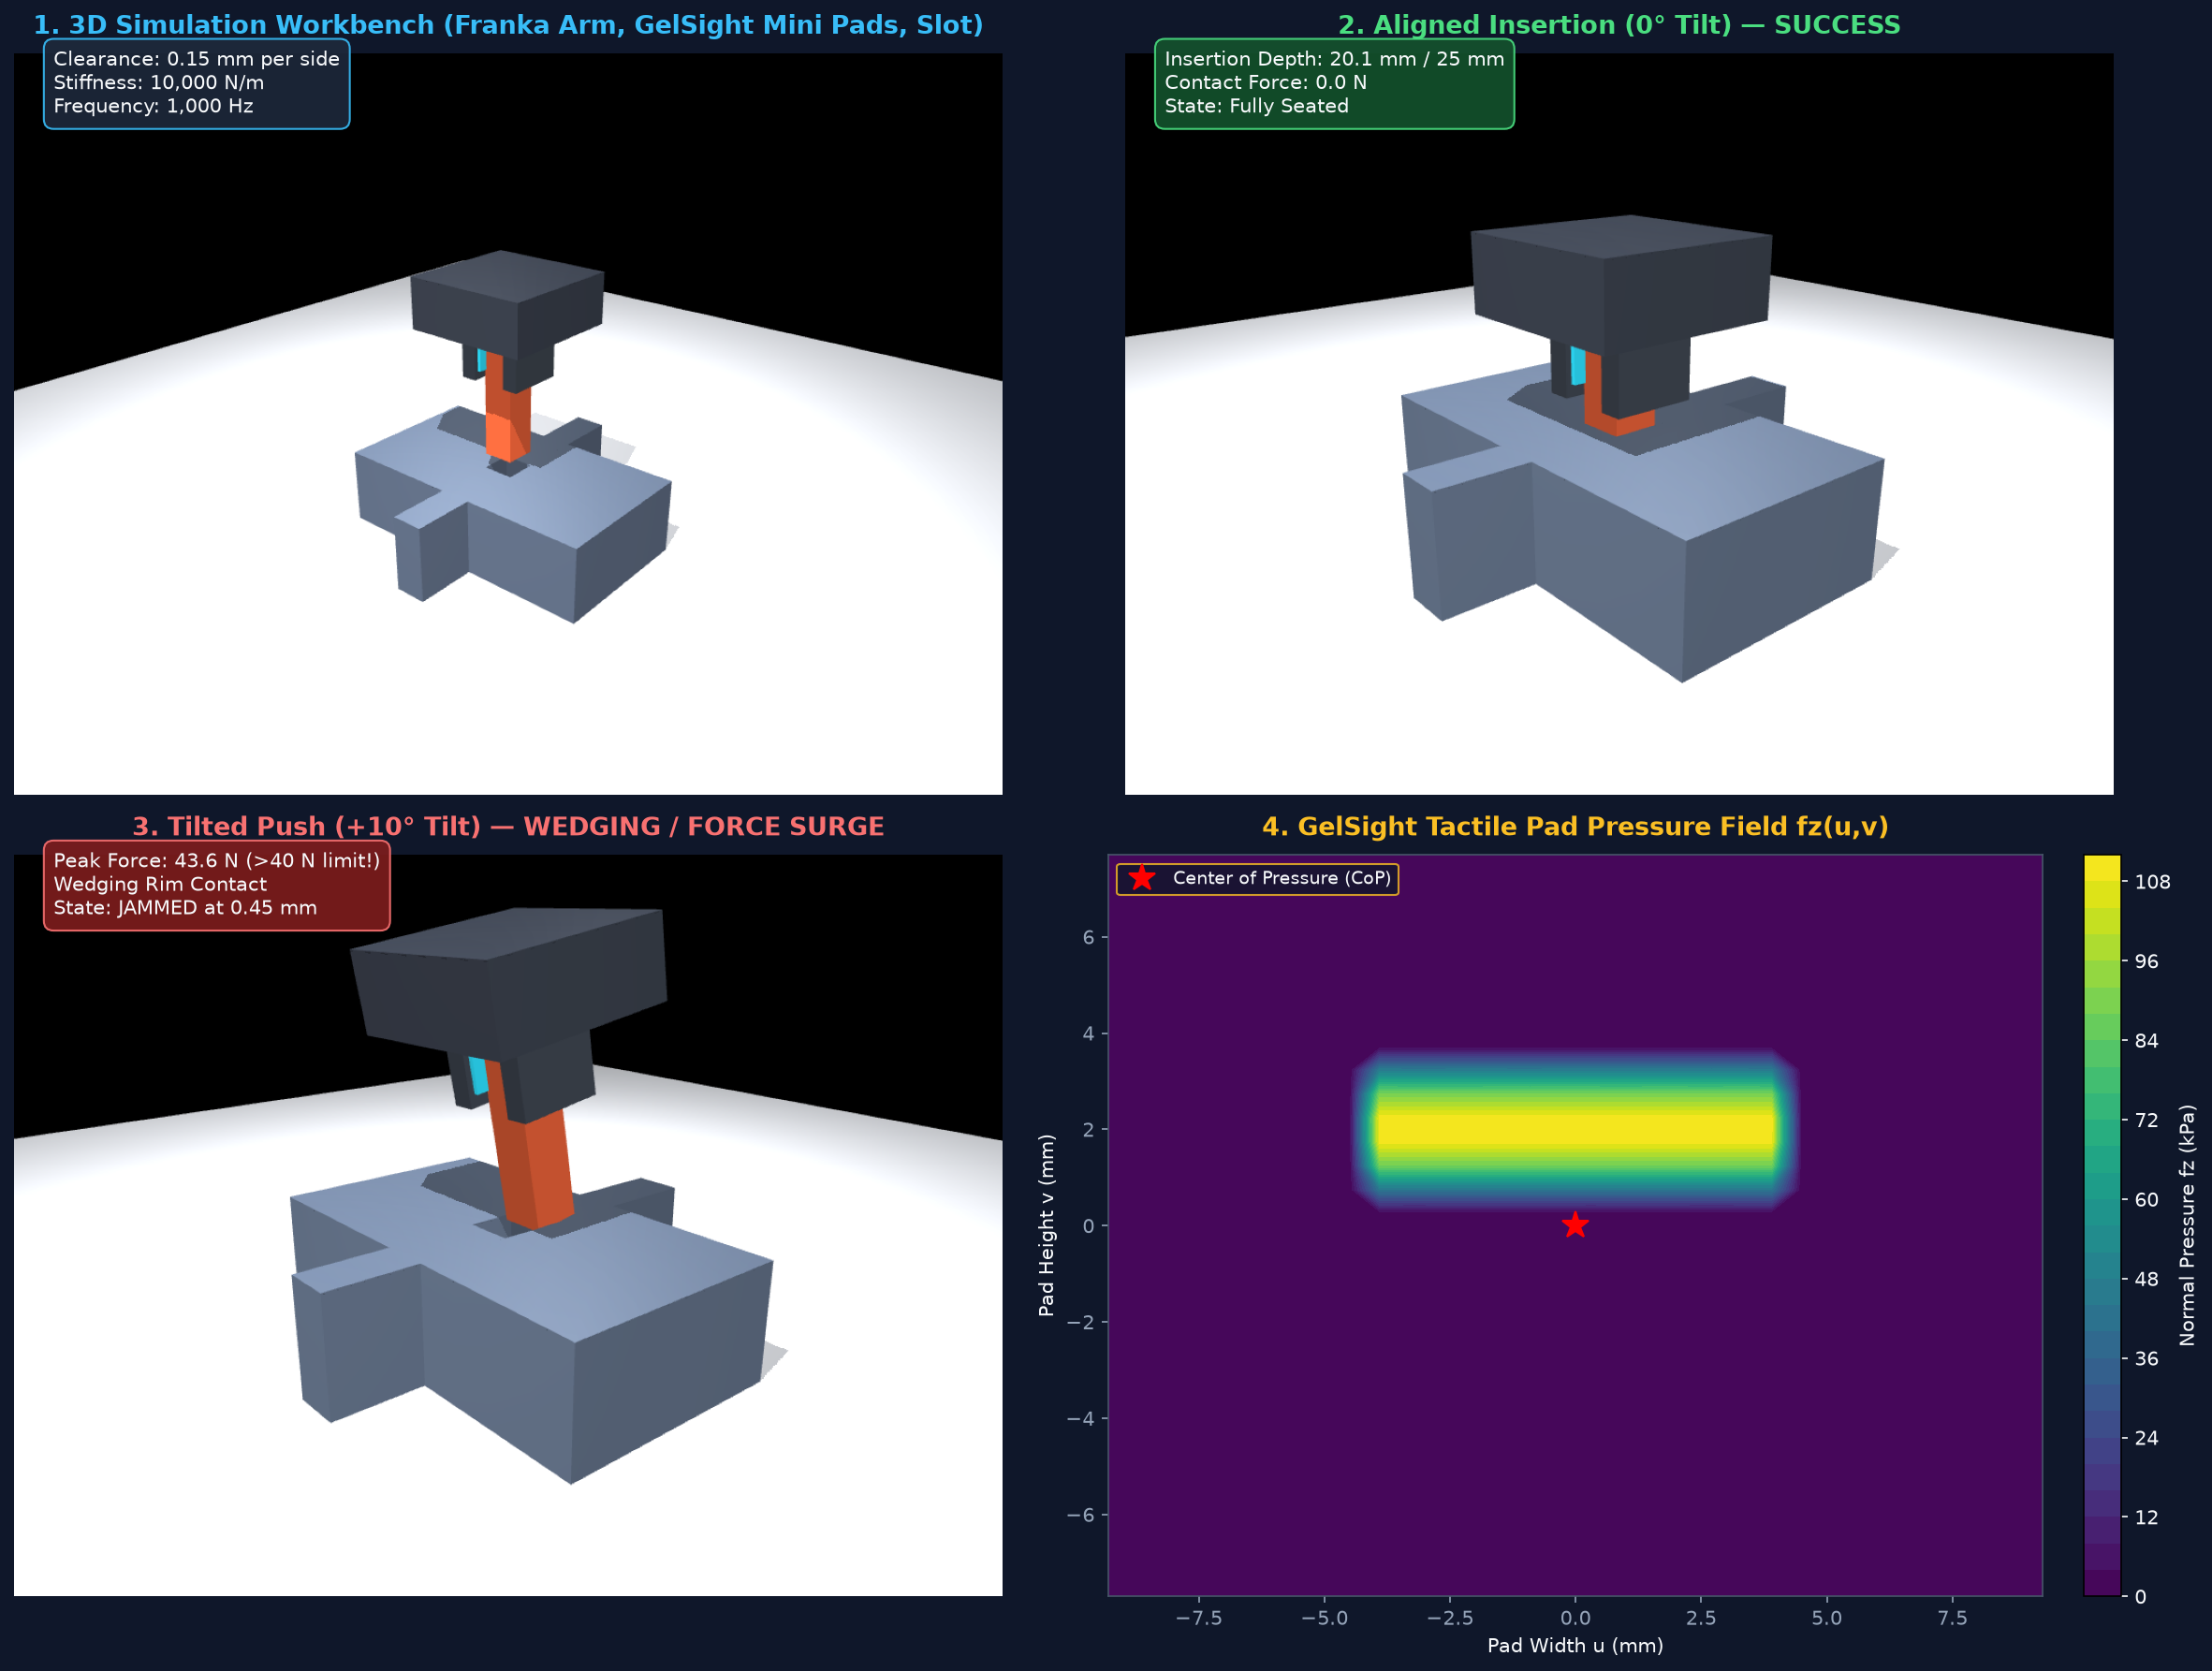 1. 3D Simulation Workbench (Franka Arm, GelSight Mini Pads, Slot)
Clearance: 0.15 mm per side
Stiffness: 10,000 N/m
Frequency: 1,000 Hz
2. Aligned Insertion (0° Tilt) — SUCCESS
Insertion Depth: 20.1 mm / 25 mm
Contact Force: 0.0 N
State: Fully Seated
3. Tilted Push (+10° Tilt) — WEDGING / FORCE SURGE
Peak Force: 43.6 N (>40 N limit!)
Wedging Rim Contact
State: JAMMED at 0.45 mm
4. GelSight Tactile Pad Pressure Field fz(u,v)
Center of Pressure (CoP)
Pad Height v (mm)
6
4
2
0
−2
−4
−6
−7.5
−5.0
−2.5
0.0
2.5
5.0
7.5
Pad Width u (mm)
108
96
84
72
60
48
36
24
12
0
Normal Pressure fz (kPa)